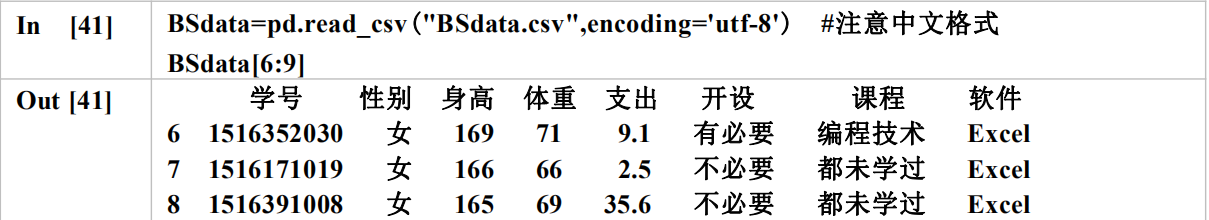 In [41] BSdata=pd.read_csv("BSdata.csv",encoding='utf-8') #注意中文格式
BSdata[6:9]
Out [41] 学号 性别 身高 体重 支出 开设 课程 软件
6 1516352030 女 169 71 9.1 有必要 编程技术 Excel
7 1516171019 女 166 66 2.5 不必要 都未学过 Excel
8 1516391008 女 165 69 35.6 不必要 都未学过 Excel